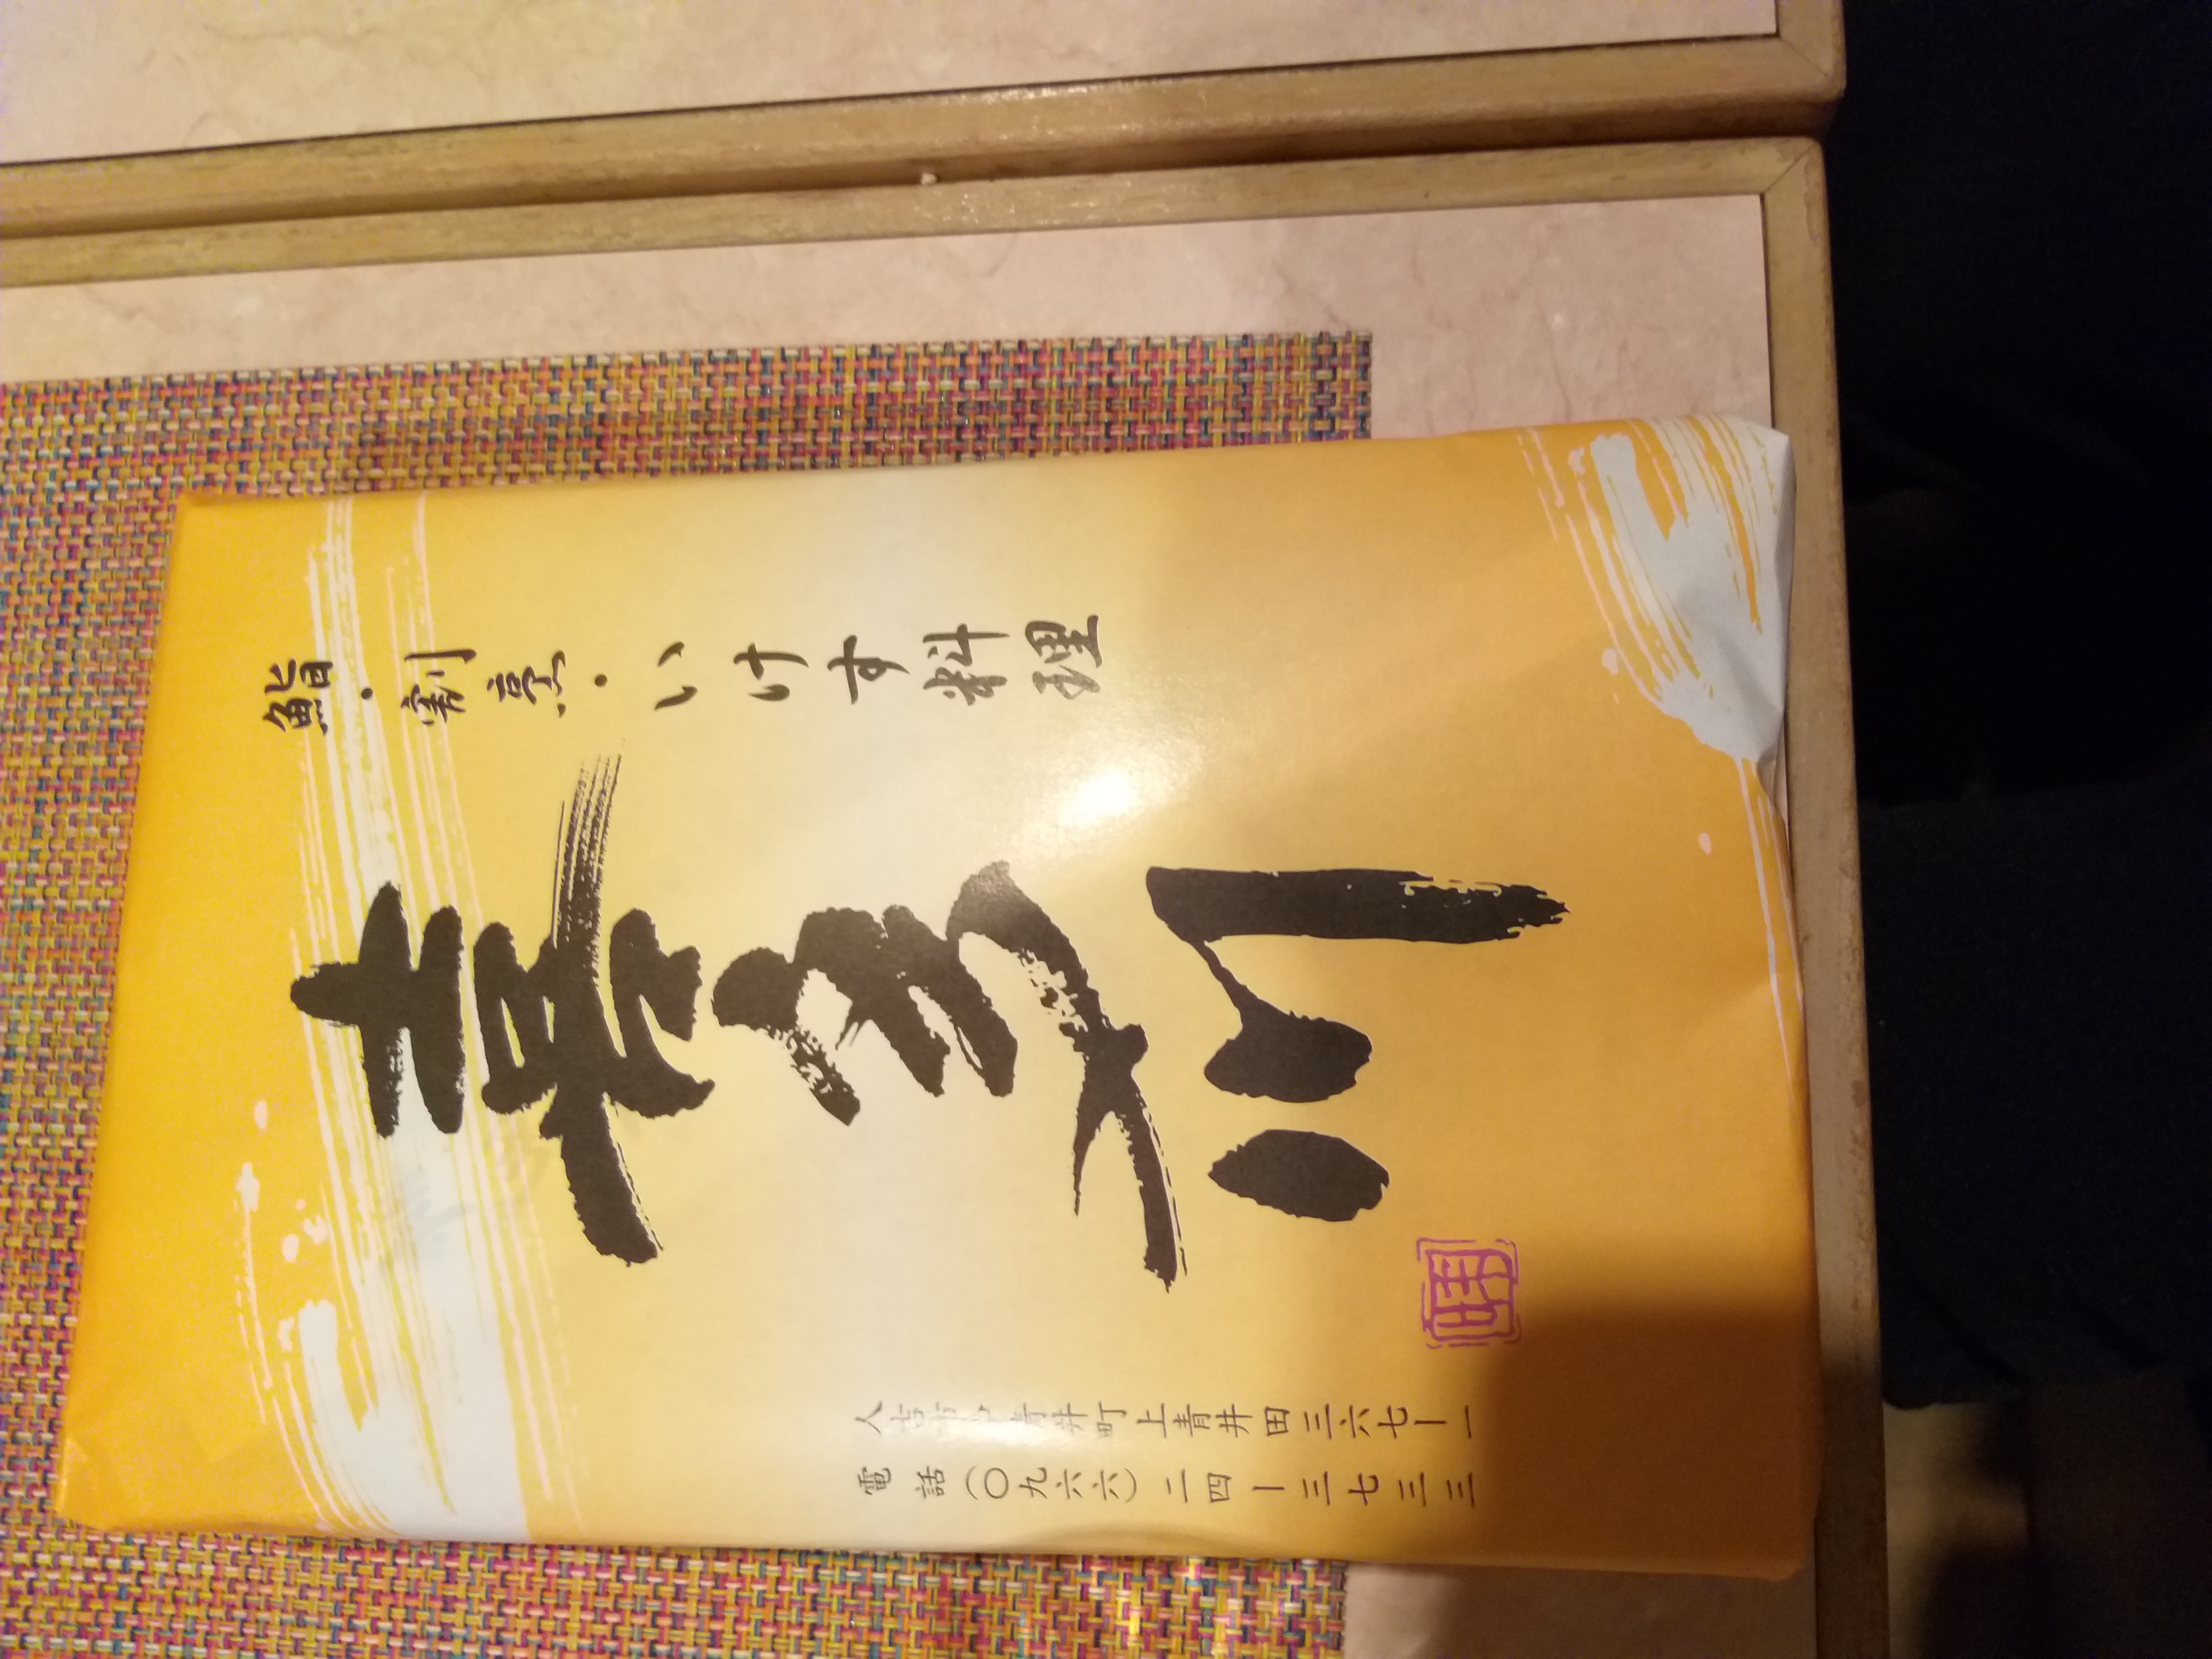 鮨・割烹・いけす料理
喜多川
人吉市青井町上青井田三六七ー一
電話(〇九六六)二四ー三七三三